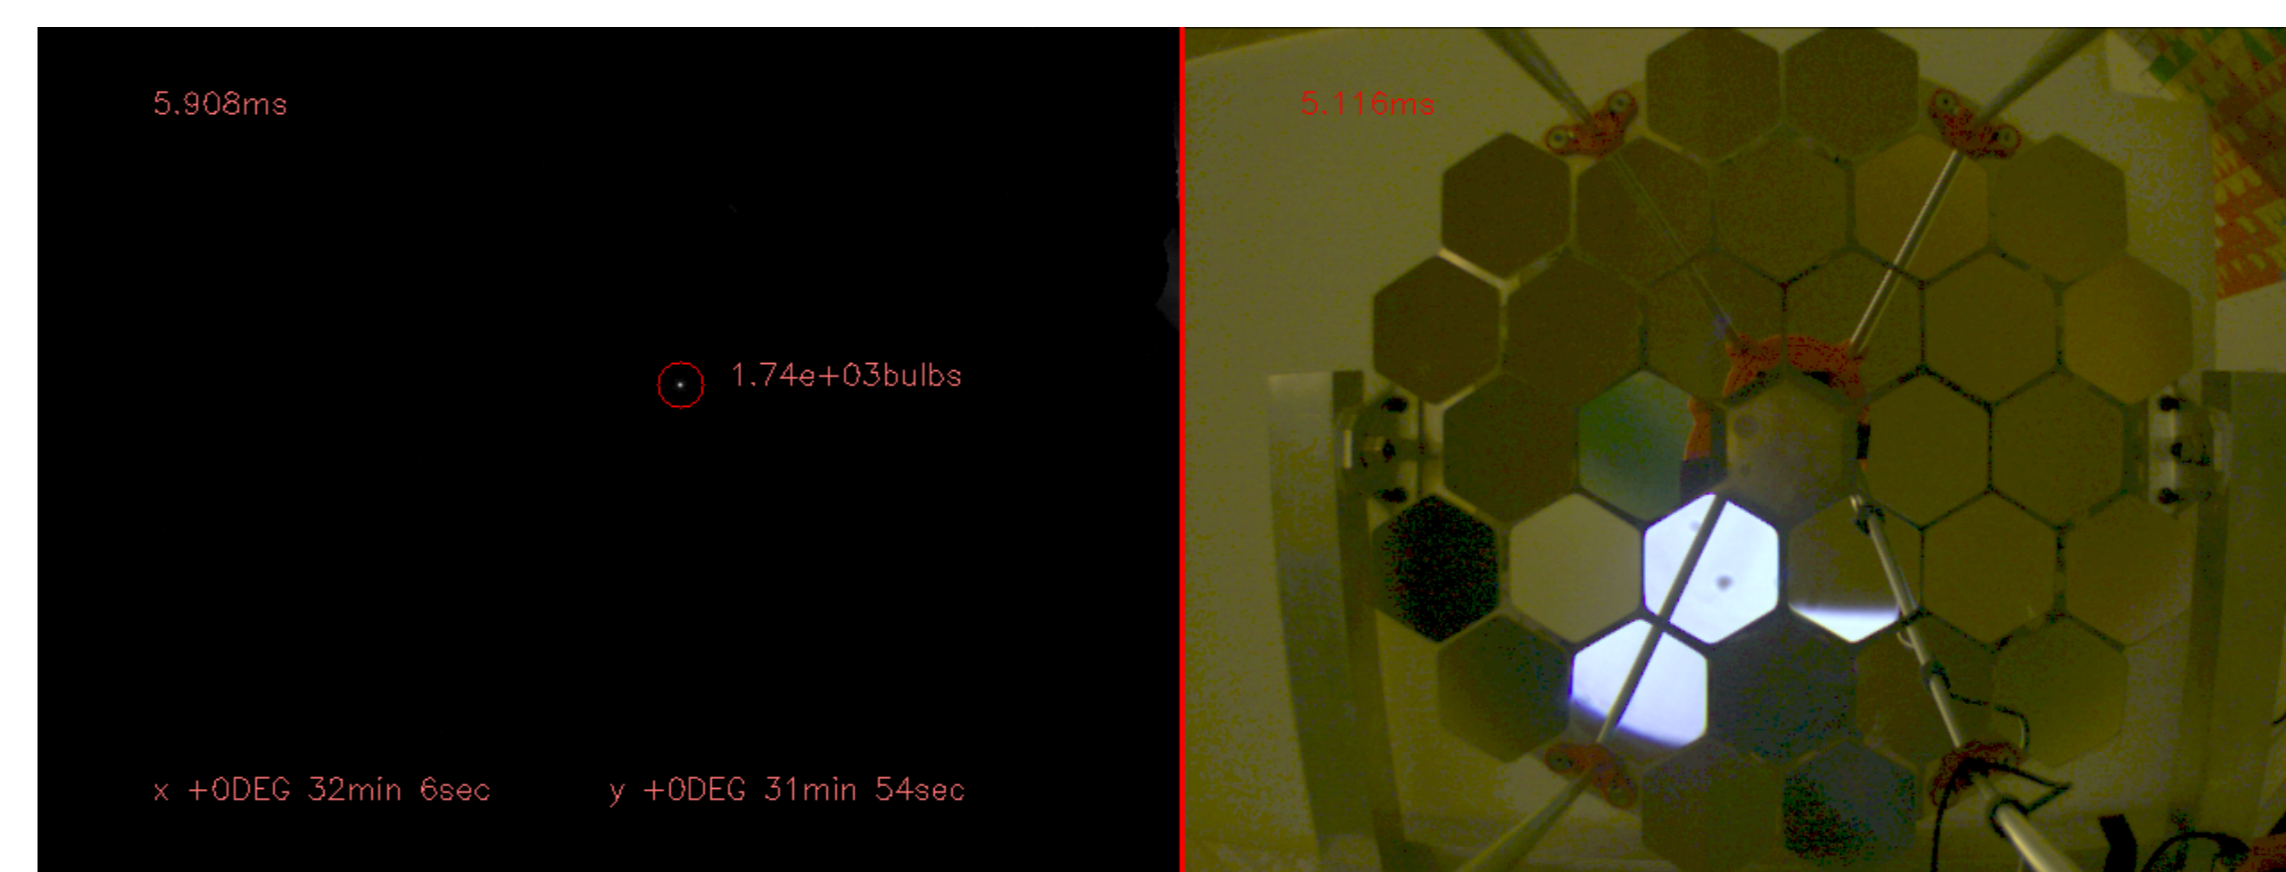 5.908ms
5.116ms
1.74e+03bulbs
x +0DEG 32min 6sec
y +0DEG 31min 54sec